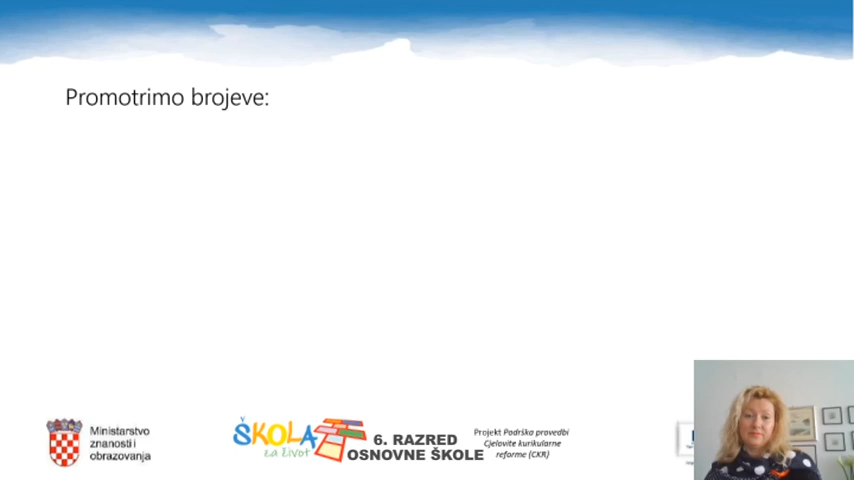 Promotrimo brojeve:
Ministarstvo
znanosti i
obrazovanja
ŠKOLA
za život
6. RAZRED
OSNOVNE ŠKOLE
Projekt Podrška provedbi
Cjelovite kurikularne
reforme (CKR)